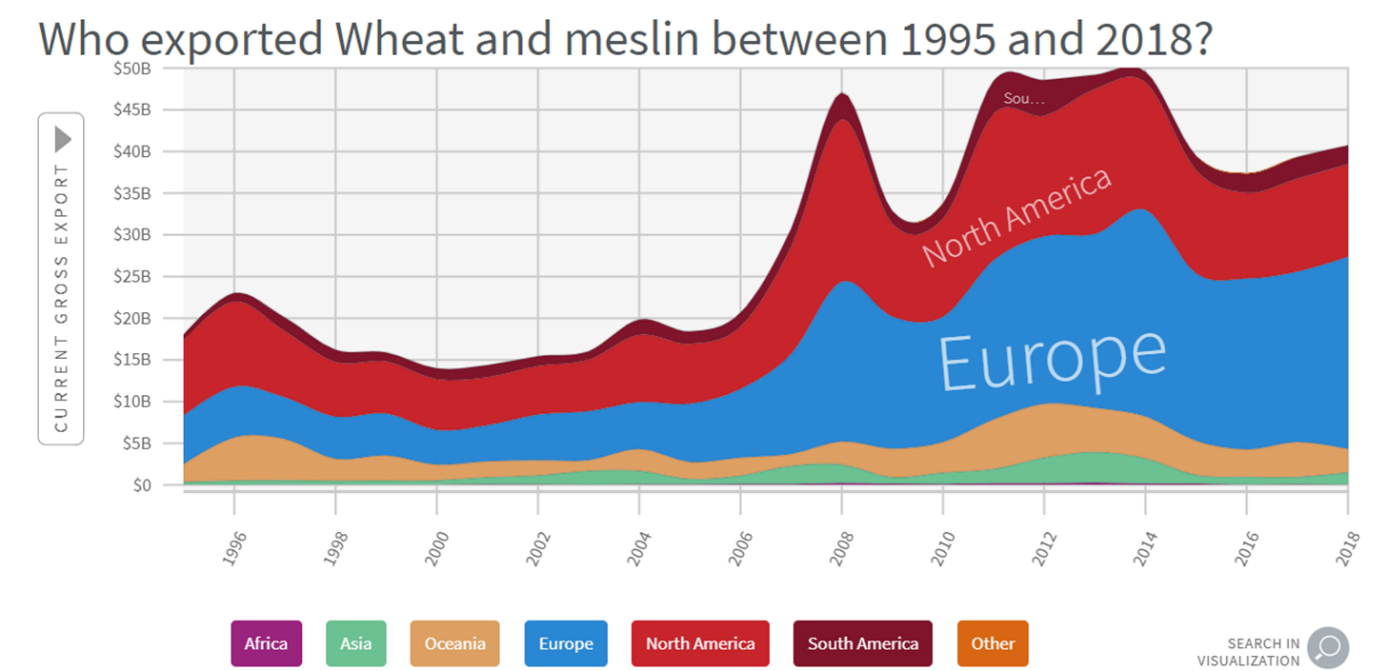 Who exported Wheat and meslin between 1995 and 2018?
$50B
$45B
$40B
$35B
$30B
$25B
$20B
$15B
$10B
$5B
$0
CURRENT GROSS EXPORT
Sou...
North America
Europe
1996
1998
2000
2002
2004
2006
2008
2010
2012
2014
2016
2018
Africa
Asia
Oceania
Europe
North America
South America
Other
SEARCH IN
VISUALIZATION